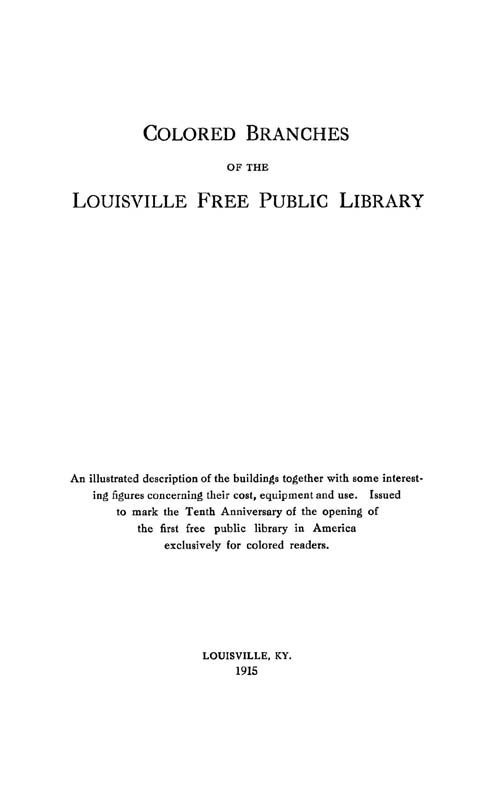 COLORED BRANCHES
OF THE
LOUISVILLE FREE PUBLIC LIBRARY
An illustrated description of the buildings together with some interest-
ing figures concerning their cost, equipment and use. Issued
to mark the Tenth Anniversary of the opening of
the first free public library in America
exclusively for colored readers.
LOUISVILLE, KY.
1915